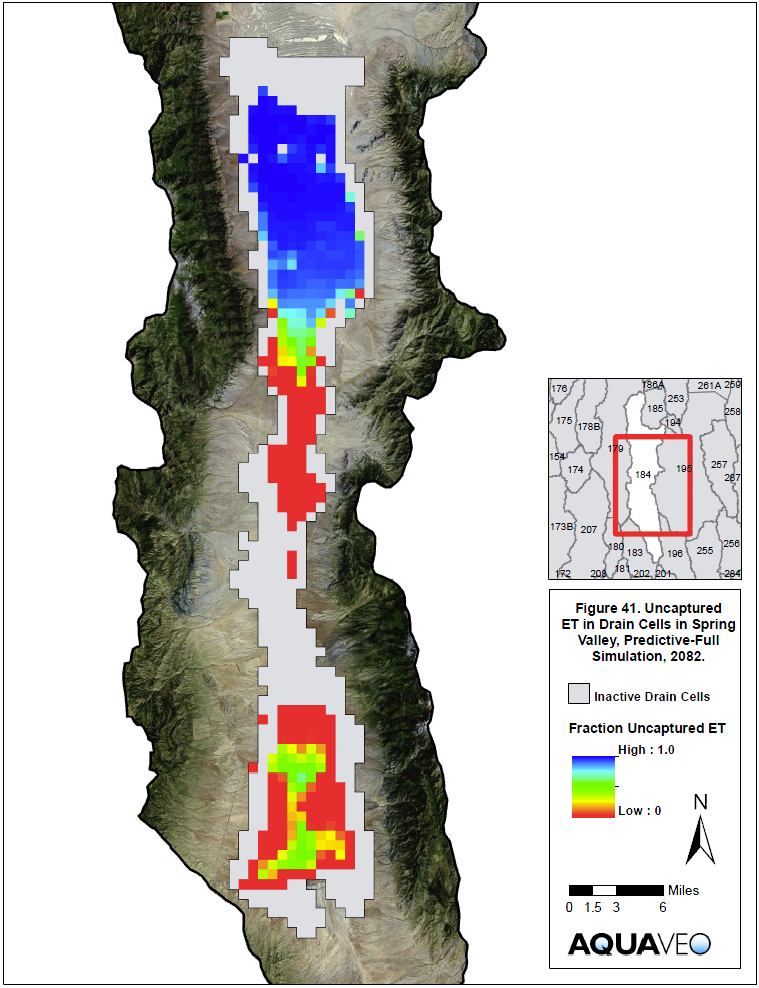 176
186A
261A
259
175
178B
185
253
258
194
179
154
174
184
195
257
287
173B
207
180
183
196
255
256
172
208
181
202
201
284
Figure 41. Uncaptured
ET in Drain Cells in Spring
Valley, Predictive-Full
Simulation, 2082.
Inactive Drain Cells
Fraction Uncaptured ET
High : 1.0
Low : 0
N
Miles
0 1.5 3 6
AQUAVEO